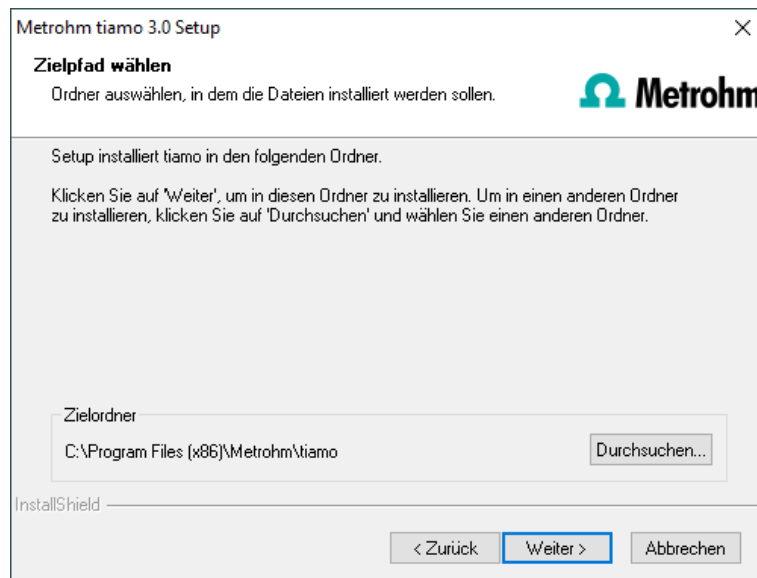 Metrohm tiamo 3.0 Setup
Zielpfad wählen
Ordner auswählen, in dem die Dateien installiert werden sollen.
Metrohm
Setup installiert tiamo in den folgenden Ordner.
Klicken Sie auf 'Weiter', um in diesen Ordner zu installieren. Um in einen anderen Ordner
zu installieren, klicken Sie auf 'Durchsuchen' und wählen Sie einen anderen Ordner.
Zielordner
C:\Program Files (x86)\Metrohm\tiamo
Durchsuchen...
InstallShield
< Zurück
Weiter >
Abbrechen